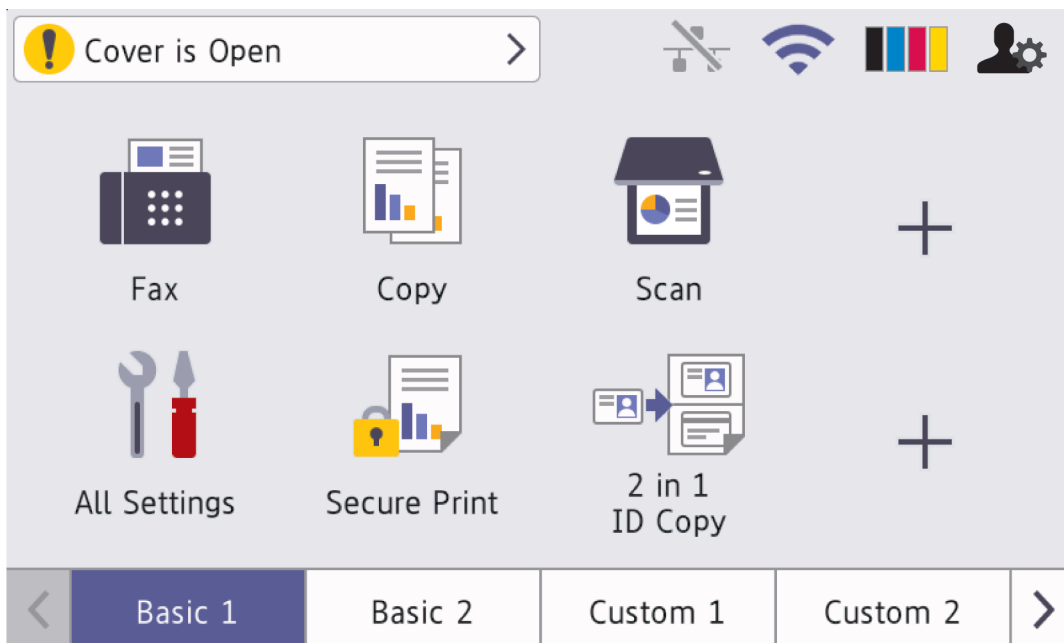 Cover is Open
Fax
Copy
Scan
All Settings
Secure Print
2 in 1
ID Copy
Basic 1
Basic 2
Custom 1
Custom 2